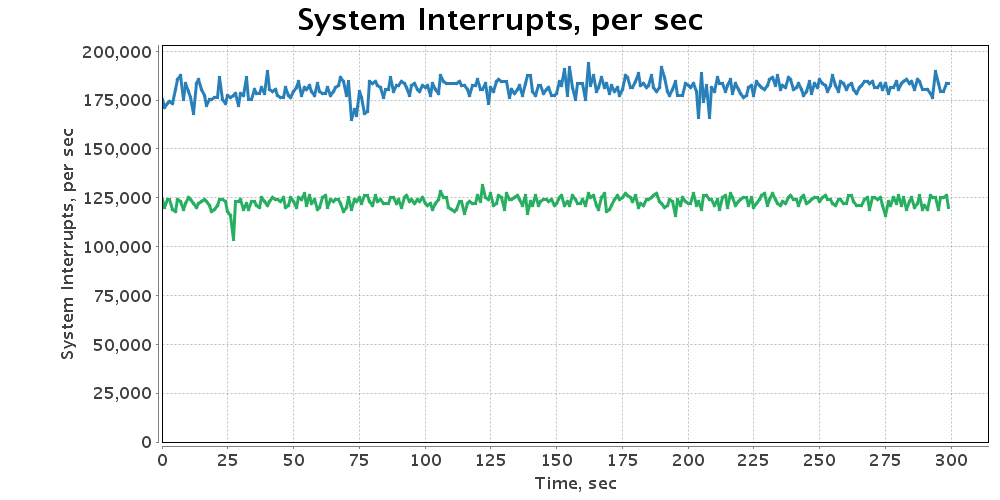 System Interrupts, per sec
200,000
175,000
150,000
125,000
100,000
75,000
50,000
25,000
0
System Interrupts, per sec
0 25 50 75 100 125 150 175 200 225 250 275 300
Time, sec